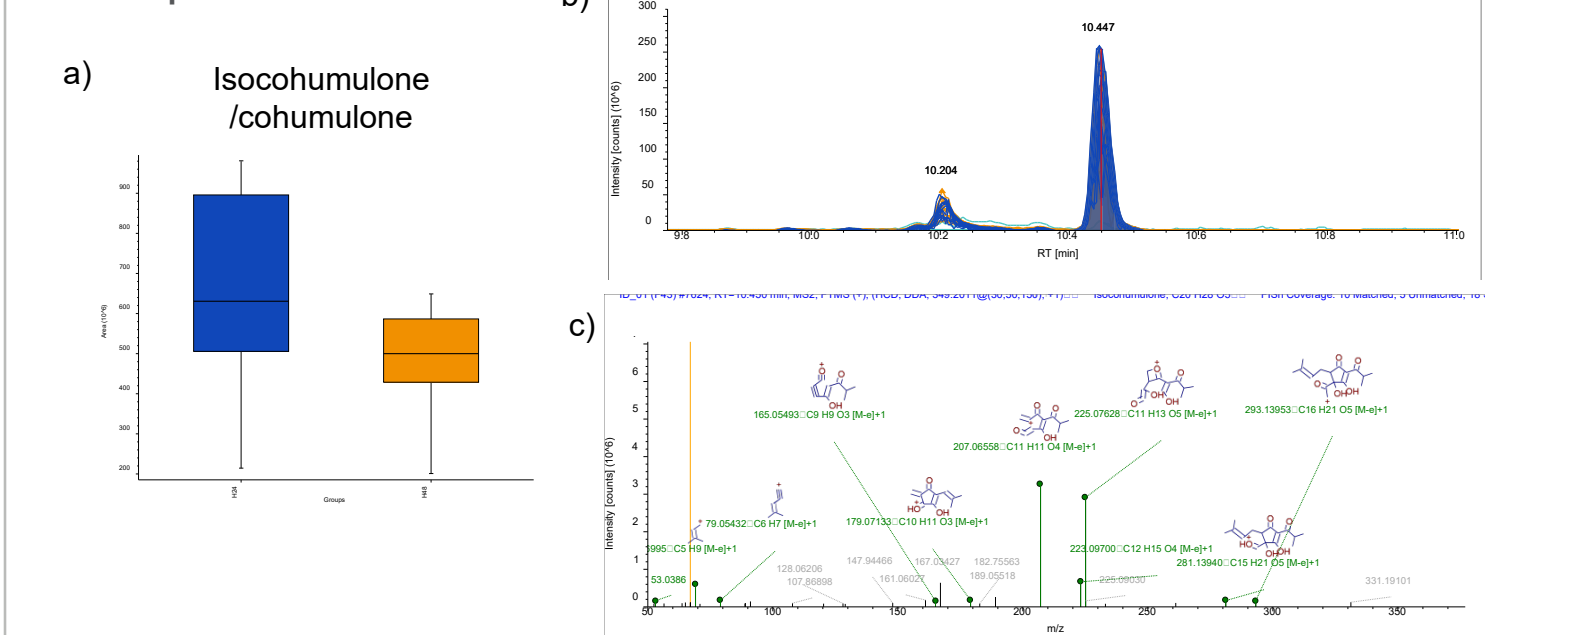 b)
a)
Isocohumulone
/cohumulone
900
800
700
600
500
400
300
200
Area (10^6)
H24
Groups
H48
300
250
200
150
100
50
0
Intensity [counts] (10^6)
10.204
10.447
9.8
10.0
10.2
10.4
10.6
10.8
11.0
RT [min]
c)
6
5
4
3
2
1
0
Intensity [counts] (10^6)
165.05493□C9 H9 O3 [M-e]+1
225.07628□C11 H13 O5 [M-e]+1
293.13953□C16 H21 O5 [M-e]+1
207.06558□C11 H11 O4 [M-e]+1
79.05432□C6 H7 [M-e]+1
179.07133□C10 H11 O3 [M-e]+1
5995□C5 H9 [M-e]+1
223.09700□C12 H15 O4 [M-e]+1
281.13940□C15 H21 O5 [M-e]+1
53.0386
128.06206
107.86898
147.94466
161.06027
167.03427
182.75563
189.05518
225.09030
331.19101
50
100
150
200
250
300
350
m/z